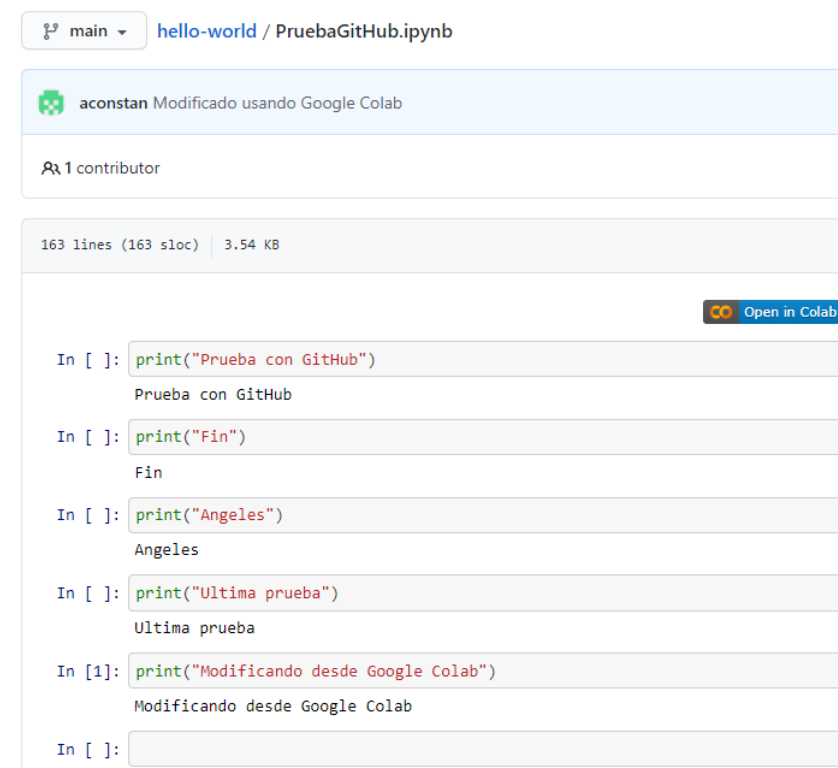 main hello-world / PruebaGitHub.ipynb
aconstan Modificado usando Google Colab
1 contributor
163 lines (163 sloc) 3.54 KB
CO Open in Colab
In [ ]: print("Prueba con GitHub")
Prueba con GitHub
In [ ]: print("Fin")
Fin
In [ ]: print("Angeles")
Angeles
In [ ]: print("Ultima prueba")
Ultima prueba
In [1]: print("Modificando desde Google Colab")
Modificando desde Google Colab
In [ ]: